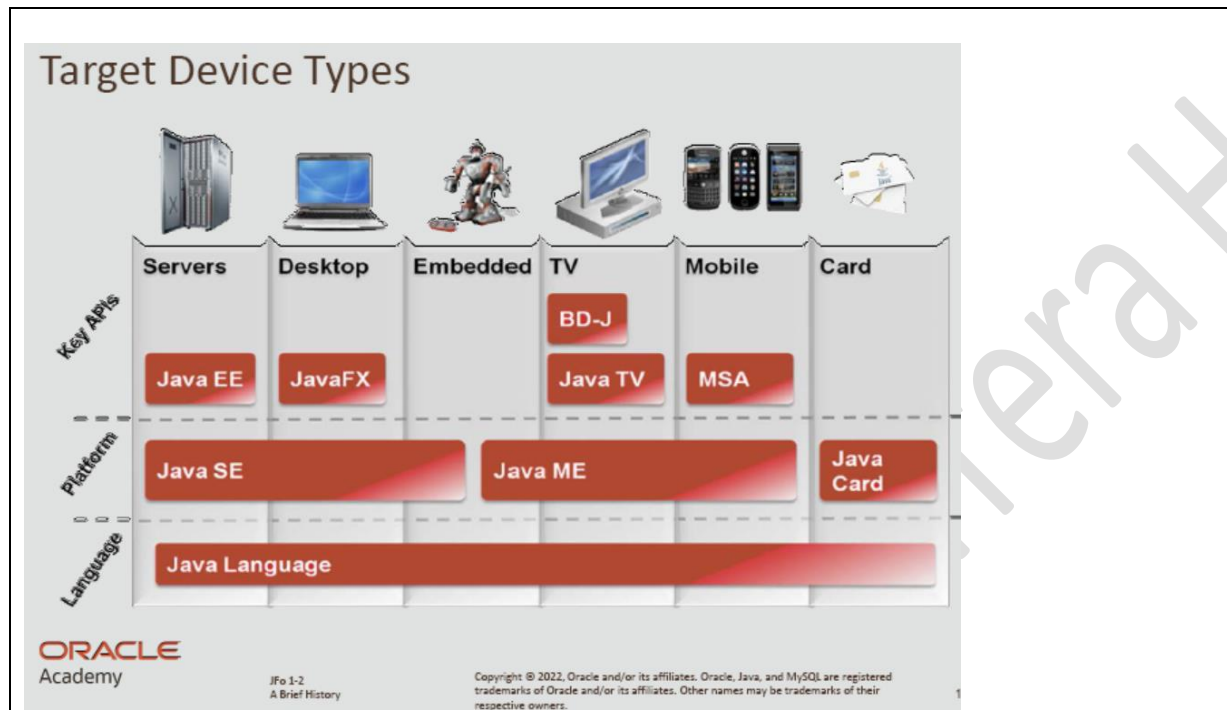 Target Device Types
Servers Desktop Embedded TV Mobile Card
Key APIs
BD-J
Java EE JavaFX Java TV MSA
Platform
Java SE Java ME Java Card
Language
Java Language
ORACLE
Academy
JFo 1-2
A Brief History
Copyright © 2022, Oracle and/or its affiliates. Oracle, Java, and MySQL are registered
trademarks of Oracle and/or its affiliates. Other names may be trademarks of their
respective owners.
1